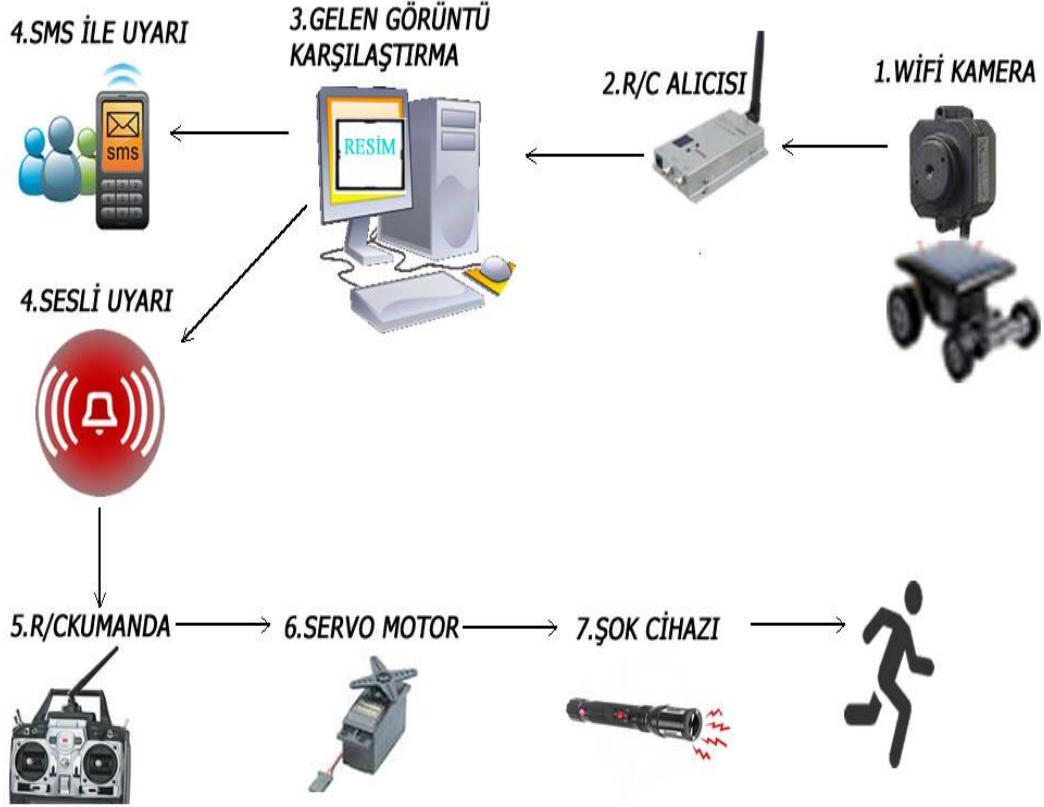 4.SMS İLE UYARI
3.GELEN GÖRÜNTÜ
KARŞILAŞTIRMA
2.R/C ALICISI
1.WİFİ KAMERA
RESİM
sms
4.SESLİ UYARI
5.R/CKUMANDA
6.SERVO MOTOR
7.ŞOK CİHAZI